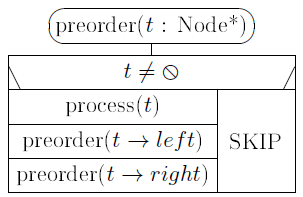 preorder(t : Node*)
t ≠ ⦸
process(t)
preorder(t → left)
SKIP
preorder(t → right)